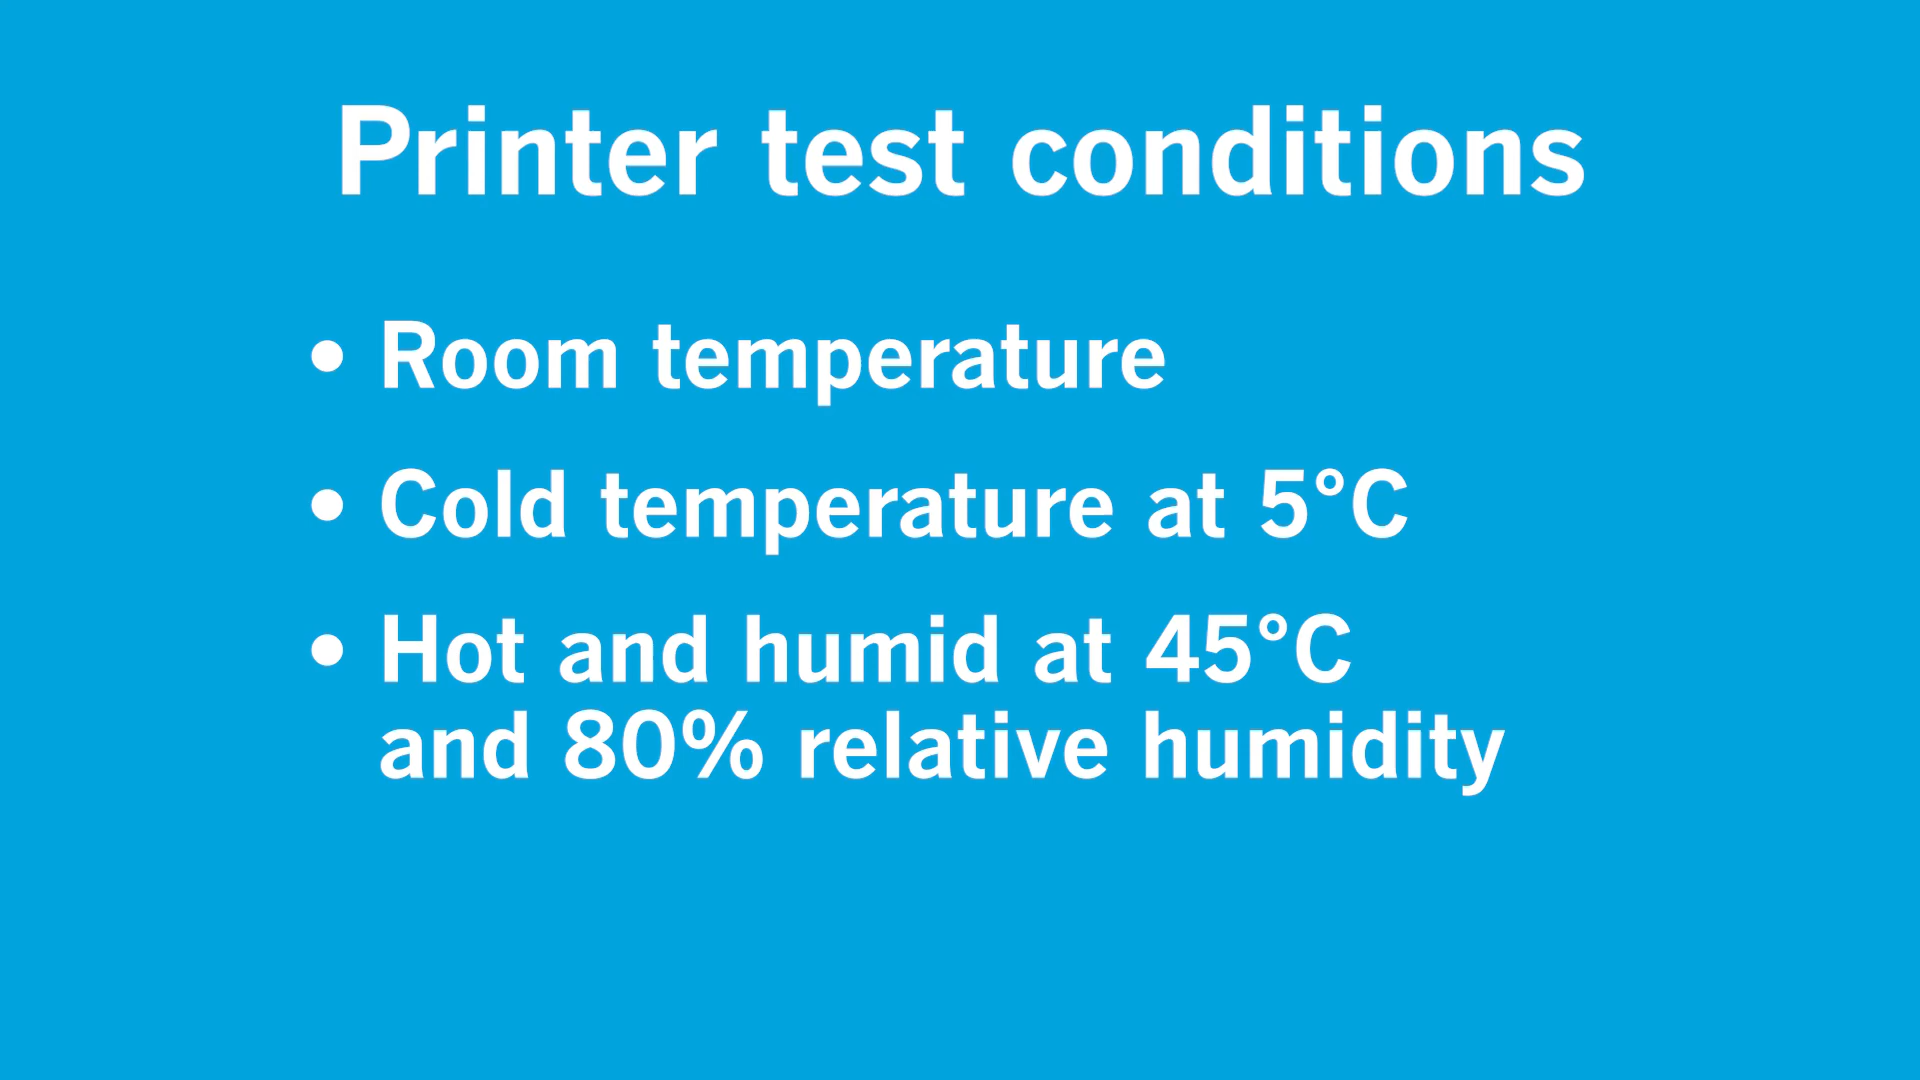 Printer test conditions
• Room temperature
• Cold temperature at 5°C
• Hot and humid at 45°C
and 80% relative humidity